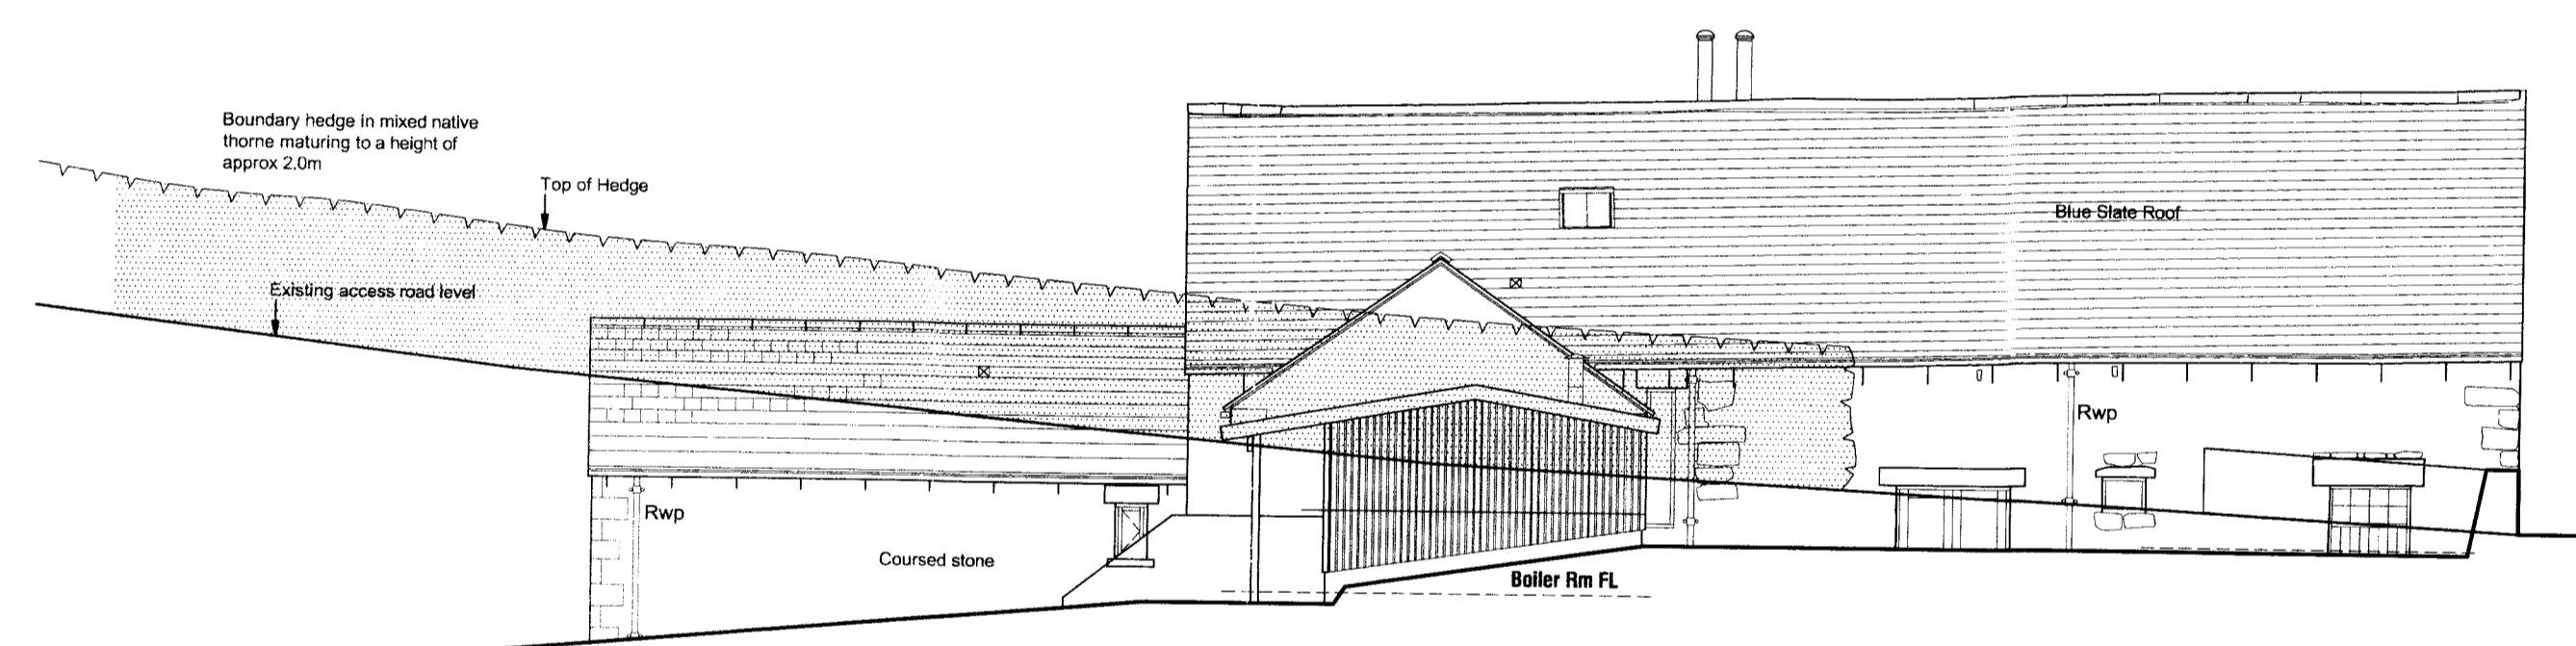 Boundary hedge in mixed native
thorne maturing to a height of
approx 2.0m
Top of Hedge
Existing access road level
Blue Slate Roof
Rwp
Rwp
Coursed stone
Boiler Rm FL